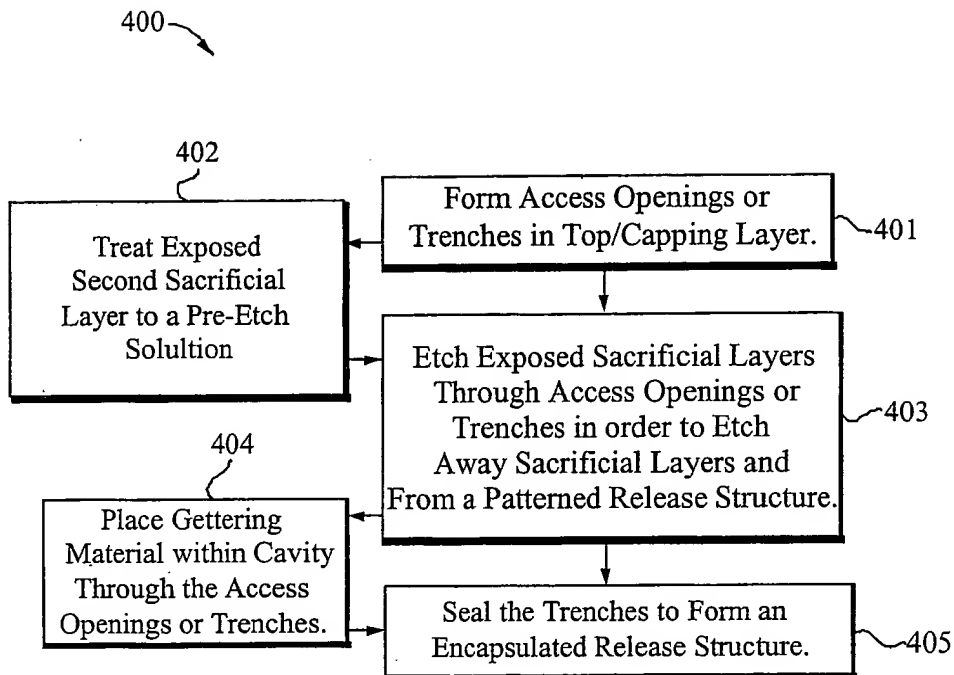 400
402
Treat Exposed
Second Sacrificial
Layer to a Pre-Etch
Solultion
Form Access Openings or
Trenches in Top/Capping Layer.
401
Etch Exposed Sacrificial Layers
Through Access Openings or
Trenches in order to Etch
Away Sacrificial Layers and
From a Patterned Release Structure.
403
404
Place Gettering
Material within Cavity
Through the Access
Openings or Trenches.
Seal the Trenches to Form an
Encapsulated Release Structure.
405